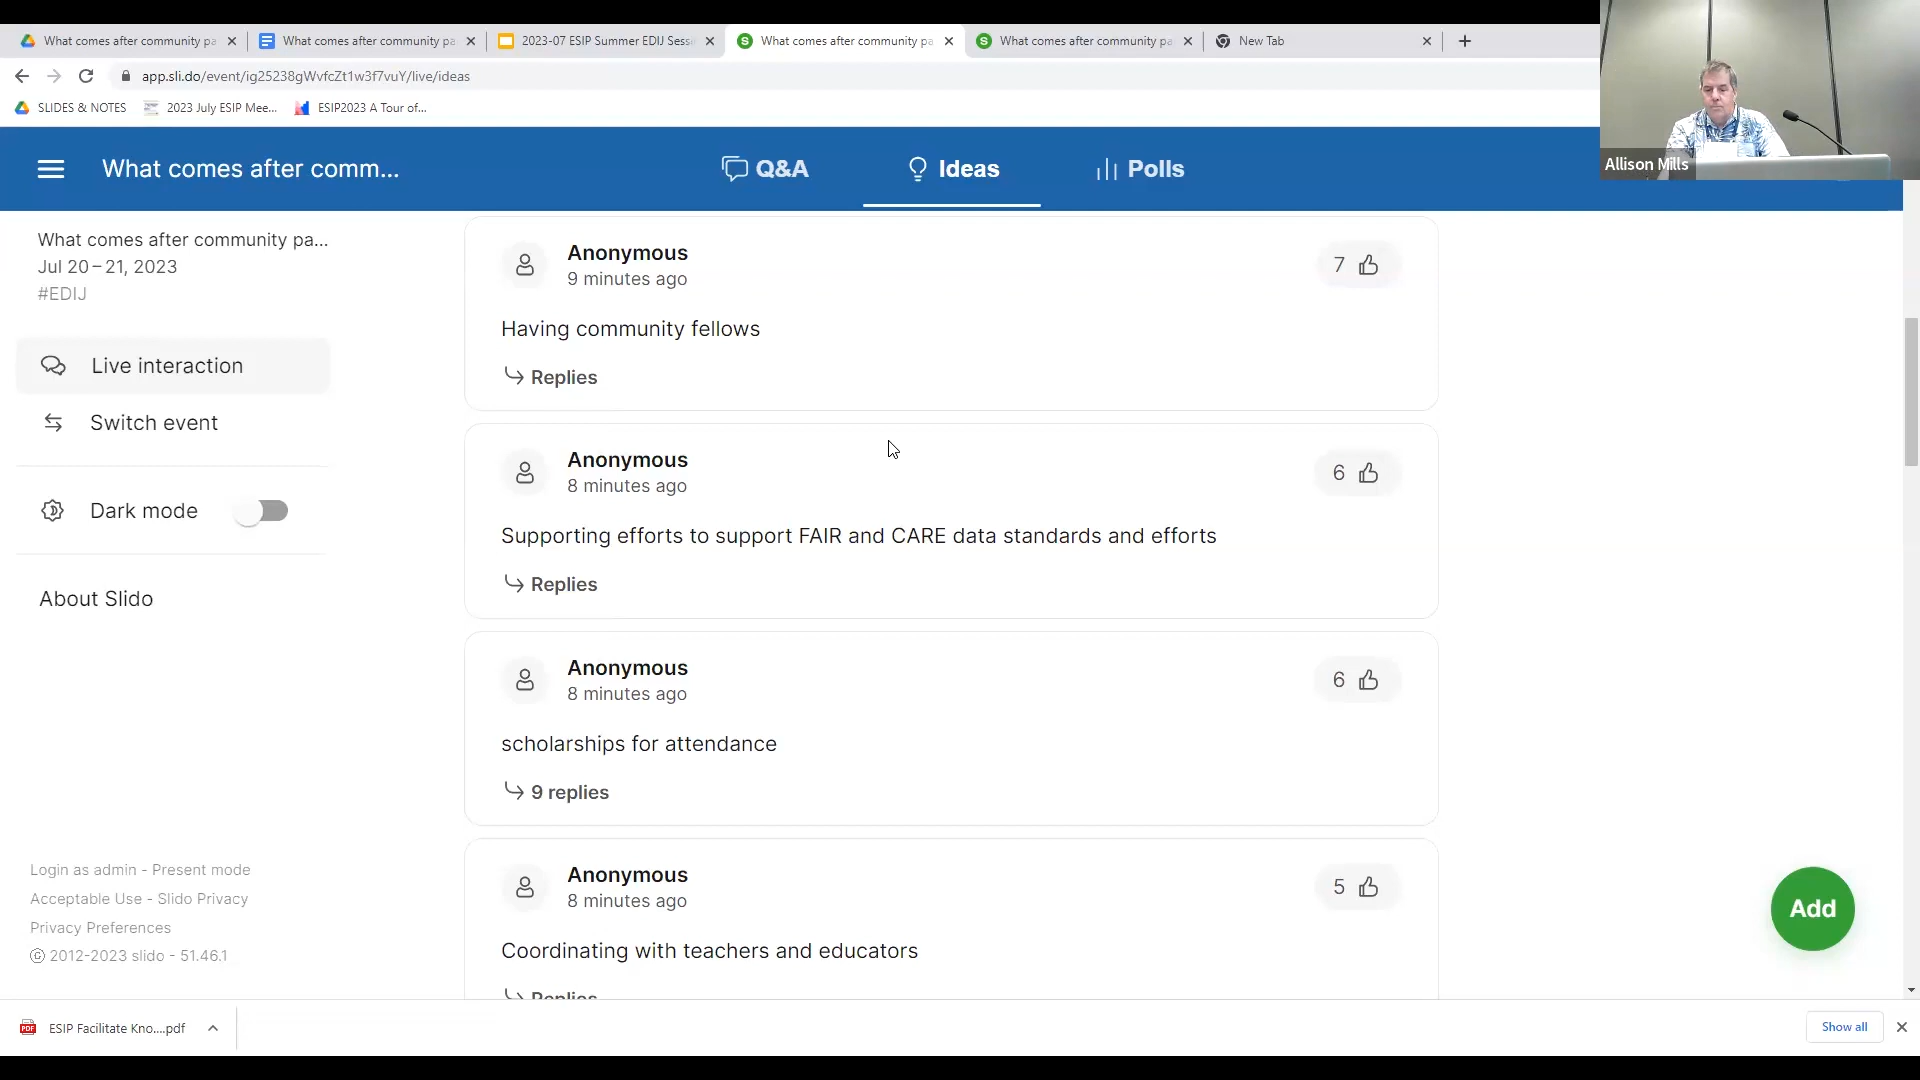 What comes after community pa
What comes after community pa
2023-07 ESIP Summer EDIJ Sessi
What comes after community pa
What comes after community pa
New Tab
app.sli.do/event/ig25238gWvfcZt1w3f7vuY/live/ideas
SLIDES & NOTES
2023 July ESIP Mee...
ESIP2023 A Tour of...
Allison Mills
What comes after comm...
Q&A
Ideas
Polls
What comes after community pa...
Jul 20 – 21, 2023
#EDIJ
Live interaction
Switch event
Dark mode
About Slido
Login as admin - Present mode
Acceptable Use - Slido Privacy
Privacy Preferences
© 2012-2023 slido - 51.46.1
Anonymous
9 minutes ago
7
Having community fellows
Replies
Anonymous
8 minutes ago
6
Supporting efforts to support FAIR and CARE data standards and efforts
Replies
Anonymous
8 minutes ago
6
scholarships for attendance
9 replies
Anonymous
8 minutes ago
5
Coordinating with teachers and educators
Replies
Add
ESIP Facilitate Kno....pdf
Show all